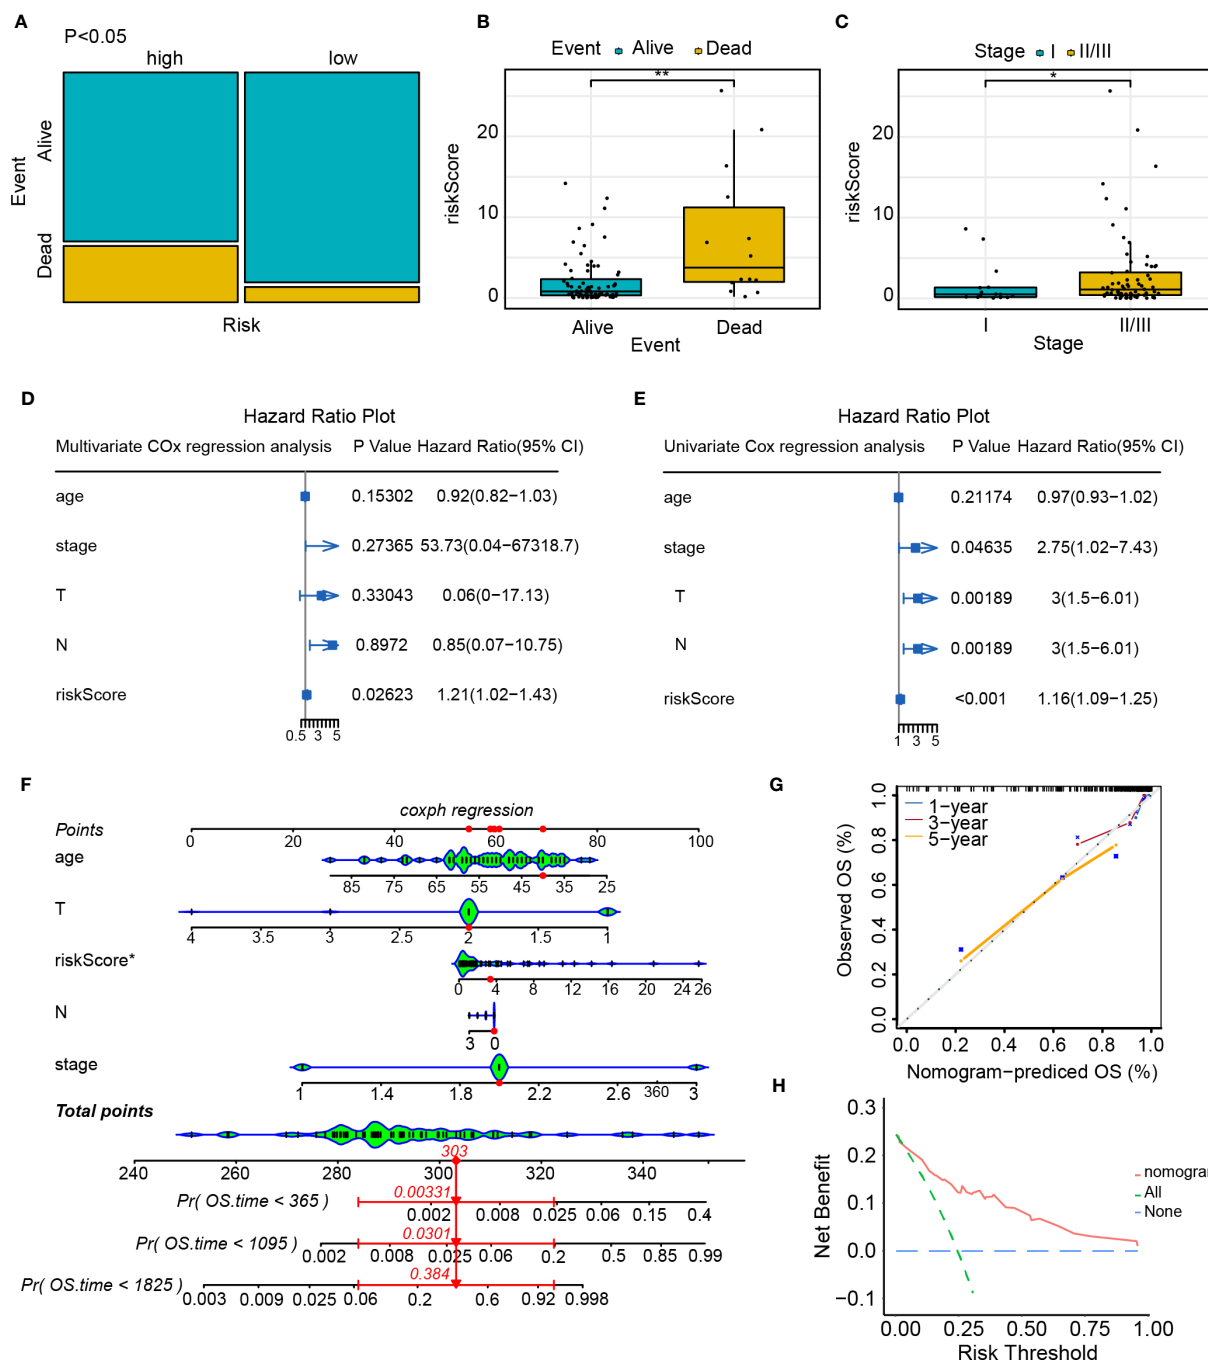 A
P<0.05
high low
Event
Alive
Dead
Risk
B
Event Alive Dead
**
riskScore
20
10
0
Alive Dead
Event
C
Stage I II/III
*
riskScore
20
10
0
I II/III
Stage
D
Hazard Ratio Plot
Multivariate COx regression analysis P Value Hazard Ratio(95% CI)
age 0.15302 0.92(0.82−1.03)
stage 0.27365 53.73(0.04−67318.7)
T 0.33043 0.06(0−17.13)
N 0.8972 0.85(0.07−10.75)
riskScore 0.02623 1.21(1.02−1.43)
0.5 3 5
E
Hazard Ratio Plot
Univariate Cox regression analysis P Value Hazard Ratio(95% CI)
age 0.21174 0.97(0.93−1.02)
stage 0.04635 2.75(1.02−7.43)
T 0.00189 3(1.5−6.01)
N 0.00189 3(1.5−6.01)
riskScore <0.001 1.16(1.09−1.25)
1 3 5
F
coxph regression
Points
0 20 40 60 80 100
age
85 75 65 55 45 35 25
T
4 3.5 3 2.5 2 1.5 1
riskScore*
0 4 8 12 16 20 24 26
N
3 0
stage
1 1.4 1.8 2.2 2.6 360 3
Total points
303
240 260 280 300 320 340
0.00331
Pr( OS.time < 365 )
0.002 0.008 0.025 0.06 0.15 0.4
0.0301
Pr( OS.time < 1095 )
0.002 0.008 0.025 0.06 0.2 0.5 0.85 0.99
0.384
Pr( OS.time < 1825 )
0.003 0.009 0.025 0.06 0.2 0.6 0.92 0.998
G
1−year
3−year
5−year
Observed OS (%)
1.0
0.8
0.6
0.4
0.2
0.0
0.0 0.2 0.4 0.6 0.8 1.0
Nomogram−prediced OS (%)
H
Net Benefit
0.3
0.2
0.1
0.0
−0.1
nomogra
All
None
0.00 0.25 0.50 0.75 1.00
Risk Threshold